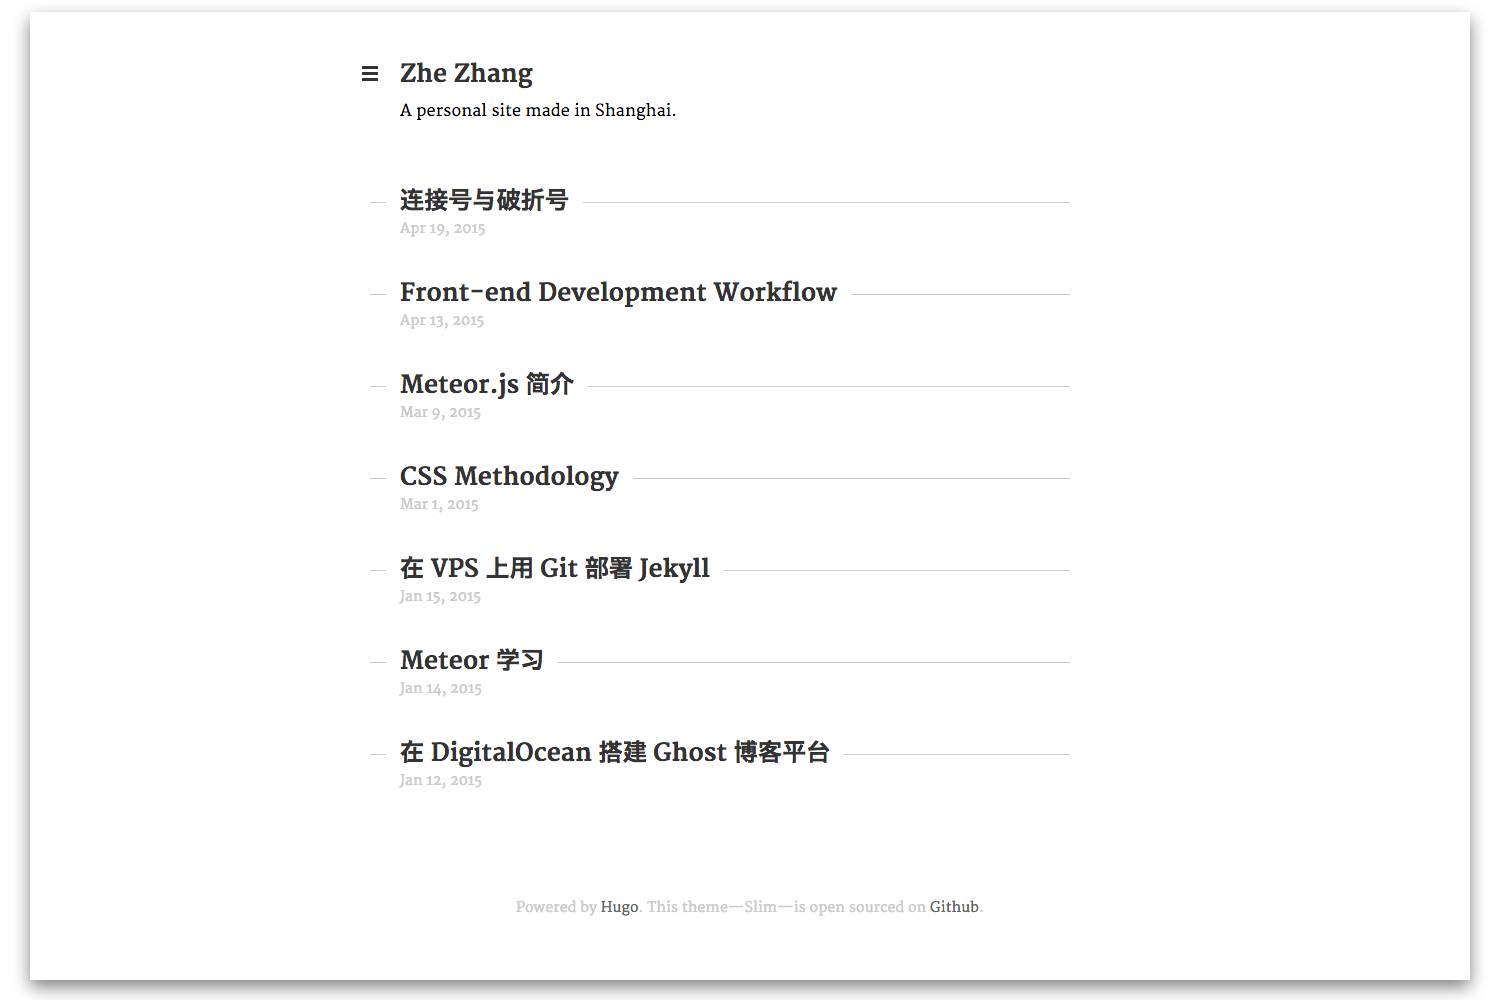 Zhe Zhang
A personal site made in Shanghai.
连接号与破折号
Apr 19, 2015
Front-end Development Workflow
Apr 13, 2015
Meteor.js 简介
Mar 9, 2015
CSS Methodology
Mar 1, 2015
在 VPS 上用 Git 部署 Jekyll
Jan 15, 2015
Meteor 学习
Jan 14, 2015
在 DigitalOcean 搭建 Ghost 博客平台
Jan 12, 2015
Powered by Hugo. This theme—Slim—is open sourced on Github.